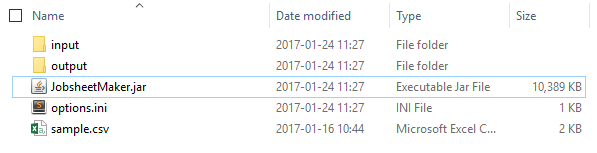 Name Date modified Type Size
input 2017-01-24 11:27 File folder
output 2017-01-24 11:27 File folder
JobsheetMaker.jar 2017-01-24 11:27 Executable Jar File 10,389 KB
options.ini 2017-01-24 11:27 INI File 1 KB
sample.csv 2017-01-16 10:44 Microsoft Excel C... 2 KB